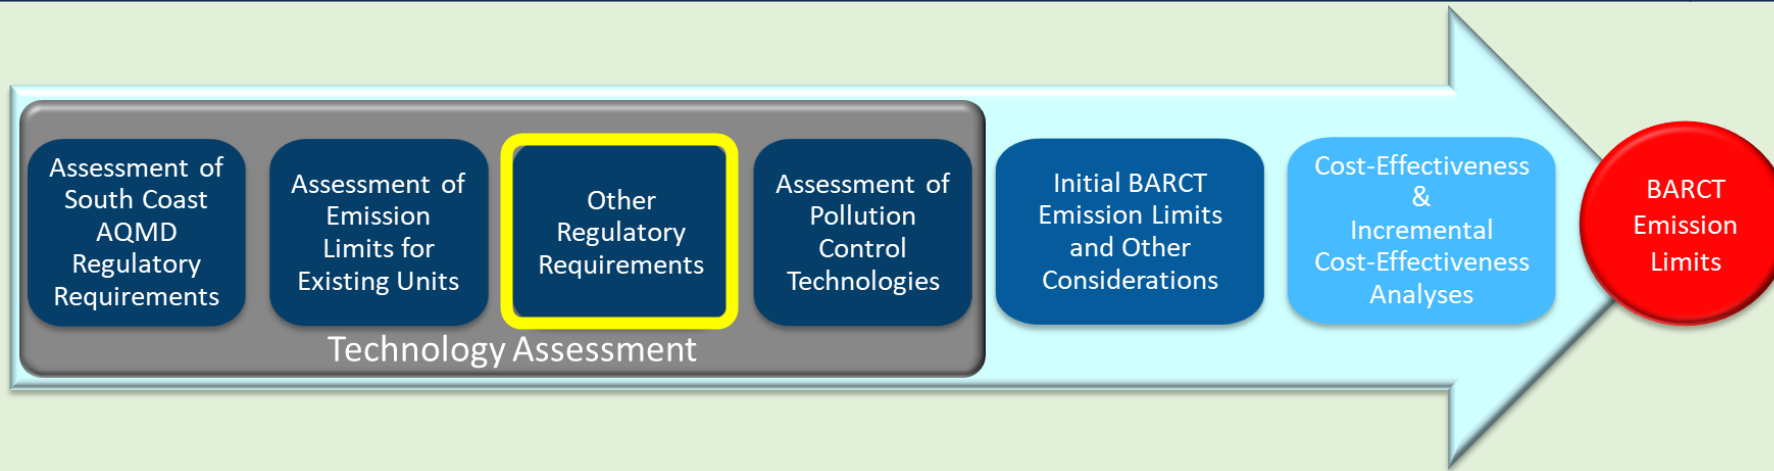 Assessment of
South Coast
AQMD
Regulatory
Requirements
Assessment of
Emission
Limits for
Existing Units
Other
Regulatory
Requirements
Assessment of
Pollution
Control
Technologies
Technology Assessment
Initial BARCT
Emission Limits
and Other
Considerations
Cost-Effectiveness
&
Incremental
Cost-Effectiveness
Analyses
BARCT
Emission
Limits